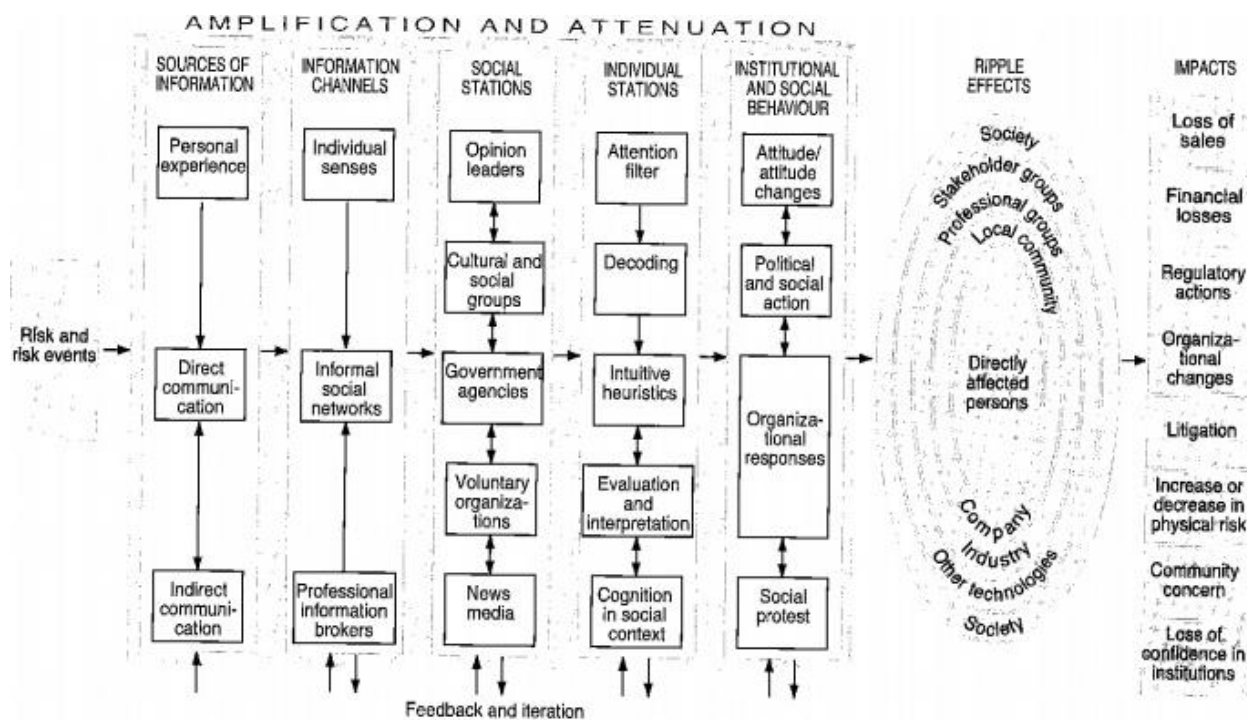 AMPLIFICATION AND ATTENUATION
SOURCES OF
INFORMATION
Personal
experience
Direct
communi-
cation
Indirect
communi-
cation
INFORMATION
CHANNELS
Individual
senses
Informal
social
networks
Professional
information
brokers
SOCIAL
STATIONS
Opinion
leaders
Cultural and
social
groups
Government
agencies
Voluntary
organiza-
tions
News
media
INDIVIDUAL
STATIONS
Attention
filter
Decoding
Intuitive
heuristics
Evaluation
and
interpretation
Cognition
in social
context
INSTITUTIONAL
AND SOCIAL
BEHAVIOUR
Attitude/
attitude
changes
Political
and social
action
Organiza-
tional
responses
Social
protest
RIPPLE
EFFECTS
Society
Stakeholder groups
Professional groups
Local community
Directly
affected
persons
Company
Industry
Other technologies
Society
IMPACTS
Loss of
sales
Financial
losses
Regulatory
actions
Organiza-
tional
changes
Litigation
Increase or
decrease in
physical risk
Community
concern
Loss of
confidence in
institutions
Risk and
risk events
Feedback and iteration